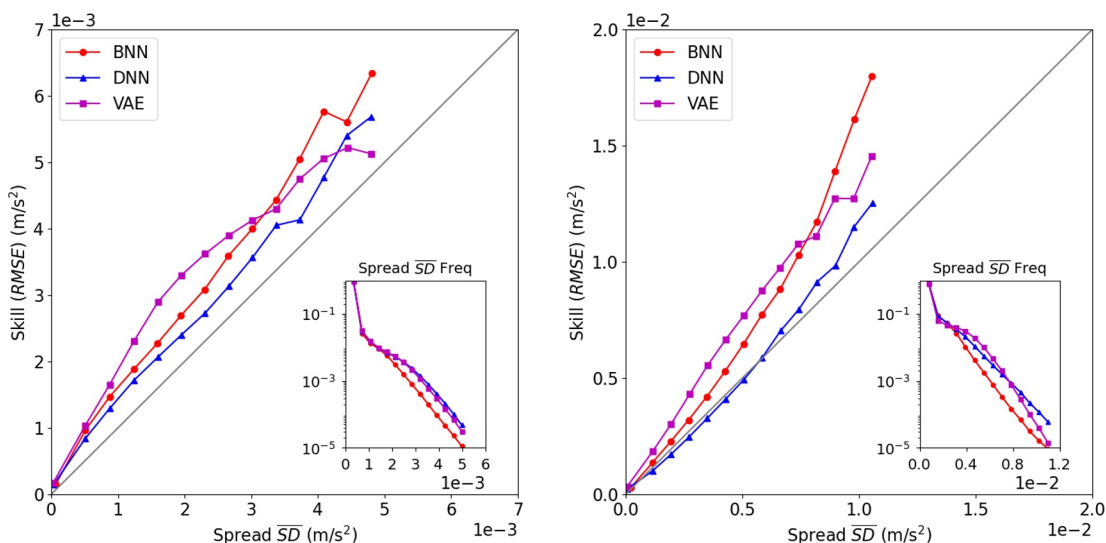 1e−3
7
6
5
4
3
2
1
0
Skill (RMSE) (m/s²)
BNN
DNN
VAE
Spread SD Freq
10⁻¹
10⁻³
10⁻⁵
0 1 2 3 4 5 6
1e−3
0 1 2 3 4 5 6 7
Spread SD (m/s²)
1e−3
1e−2
2.0
1.5
1.0
0.5
0.0
Skill (RMSE) (m/s²)
BNN
DNN
VAE
Spread SD Freq
10⁻¹
10⁻³
10⁻⁵
0.0 0.4 0.8 1.2
1e−2
0.0 0.5 1.0 1.5 2.0
Spread SD (m/s²)
1e−2